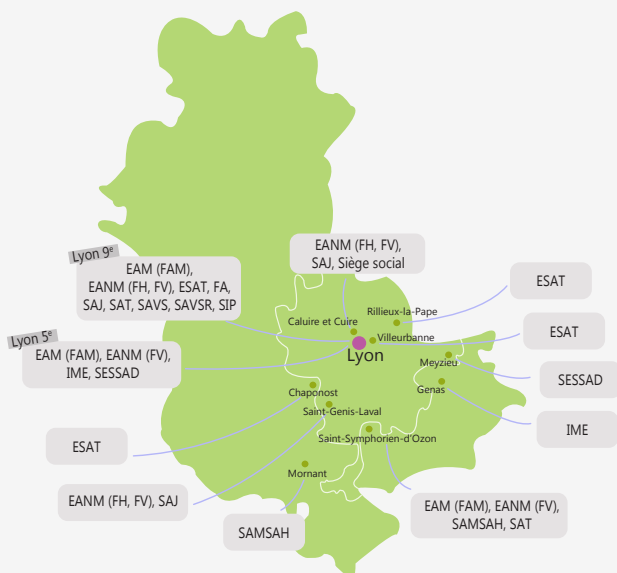 Lyon 9e
EAM (FAM),
EANM (FH, FV), ESAT, FA,
SAJ, SAT, SAVS, SAVSR, SIP
EANM (FH, FV),
SAJ, Siège social
ESAT
Rillieux-la-Pape
Caluire et Cuire
Villeurbanne
ESAT
Lyon 5e
EAM (FAM), EANM (FV),
IME, SESSAD
Lyon
Meyzieu
SESSAD
Genas
Chaponost
Saint-Genis-Laval
IME
ESAT
Saint-Symphorien-d'Ozon
Mornant
EANM (FH, FV), SAJ
EAM (FAM), EANM (FV),
SAMSAH, SAT
SAMSAH